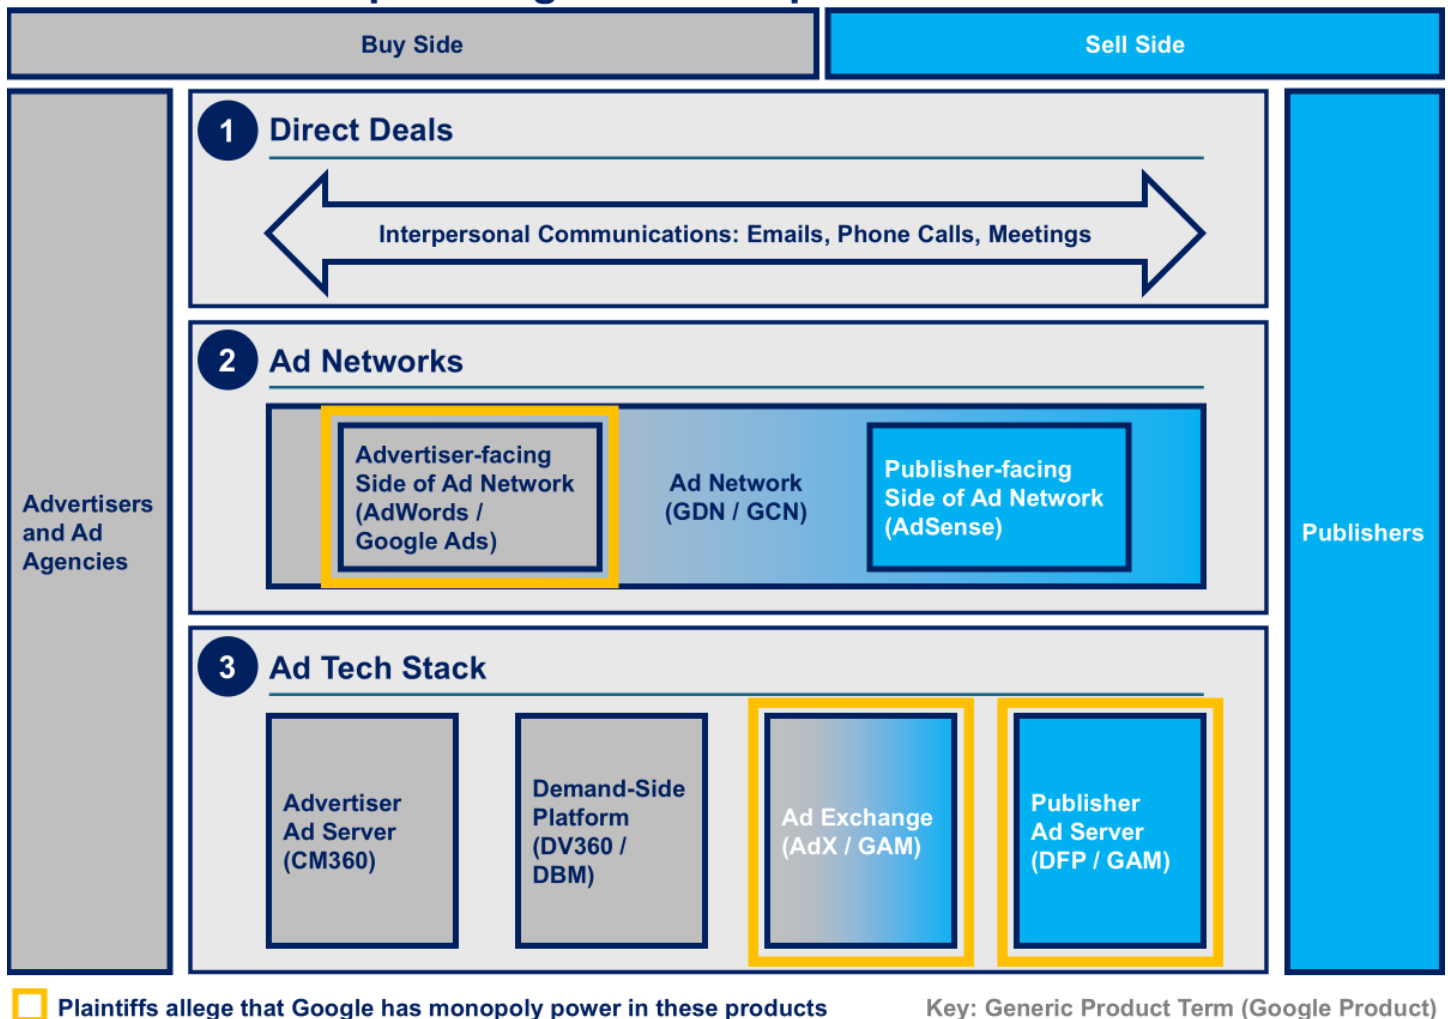 Buy Side
Sell Side
1
Direct Deals
Interpersonal Communications: Emails, Phone Calls, Meetings
2
Ad Networks
Advertiser-facing
Side of Ad Network
(AdWords /
Google Ads)
Ad Network
(GDN / GCN)
Publisher-facing
Side of Ad Network
(AdSense)
Advertisers
and Ad
Agencies
Publishers
3
Ad Tech Stack
Advertiser
Ad Server
(CM360)
Demand-Side
Platform
(DV360 /
DBM)
Ad Exchange
(AdX / GAM)
Publisher
Ad Server
(DFP / GAM)
Plaintiffs allege that Google has monopoly power in these products
Key: Generic Product Term (Google Product)